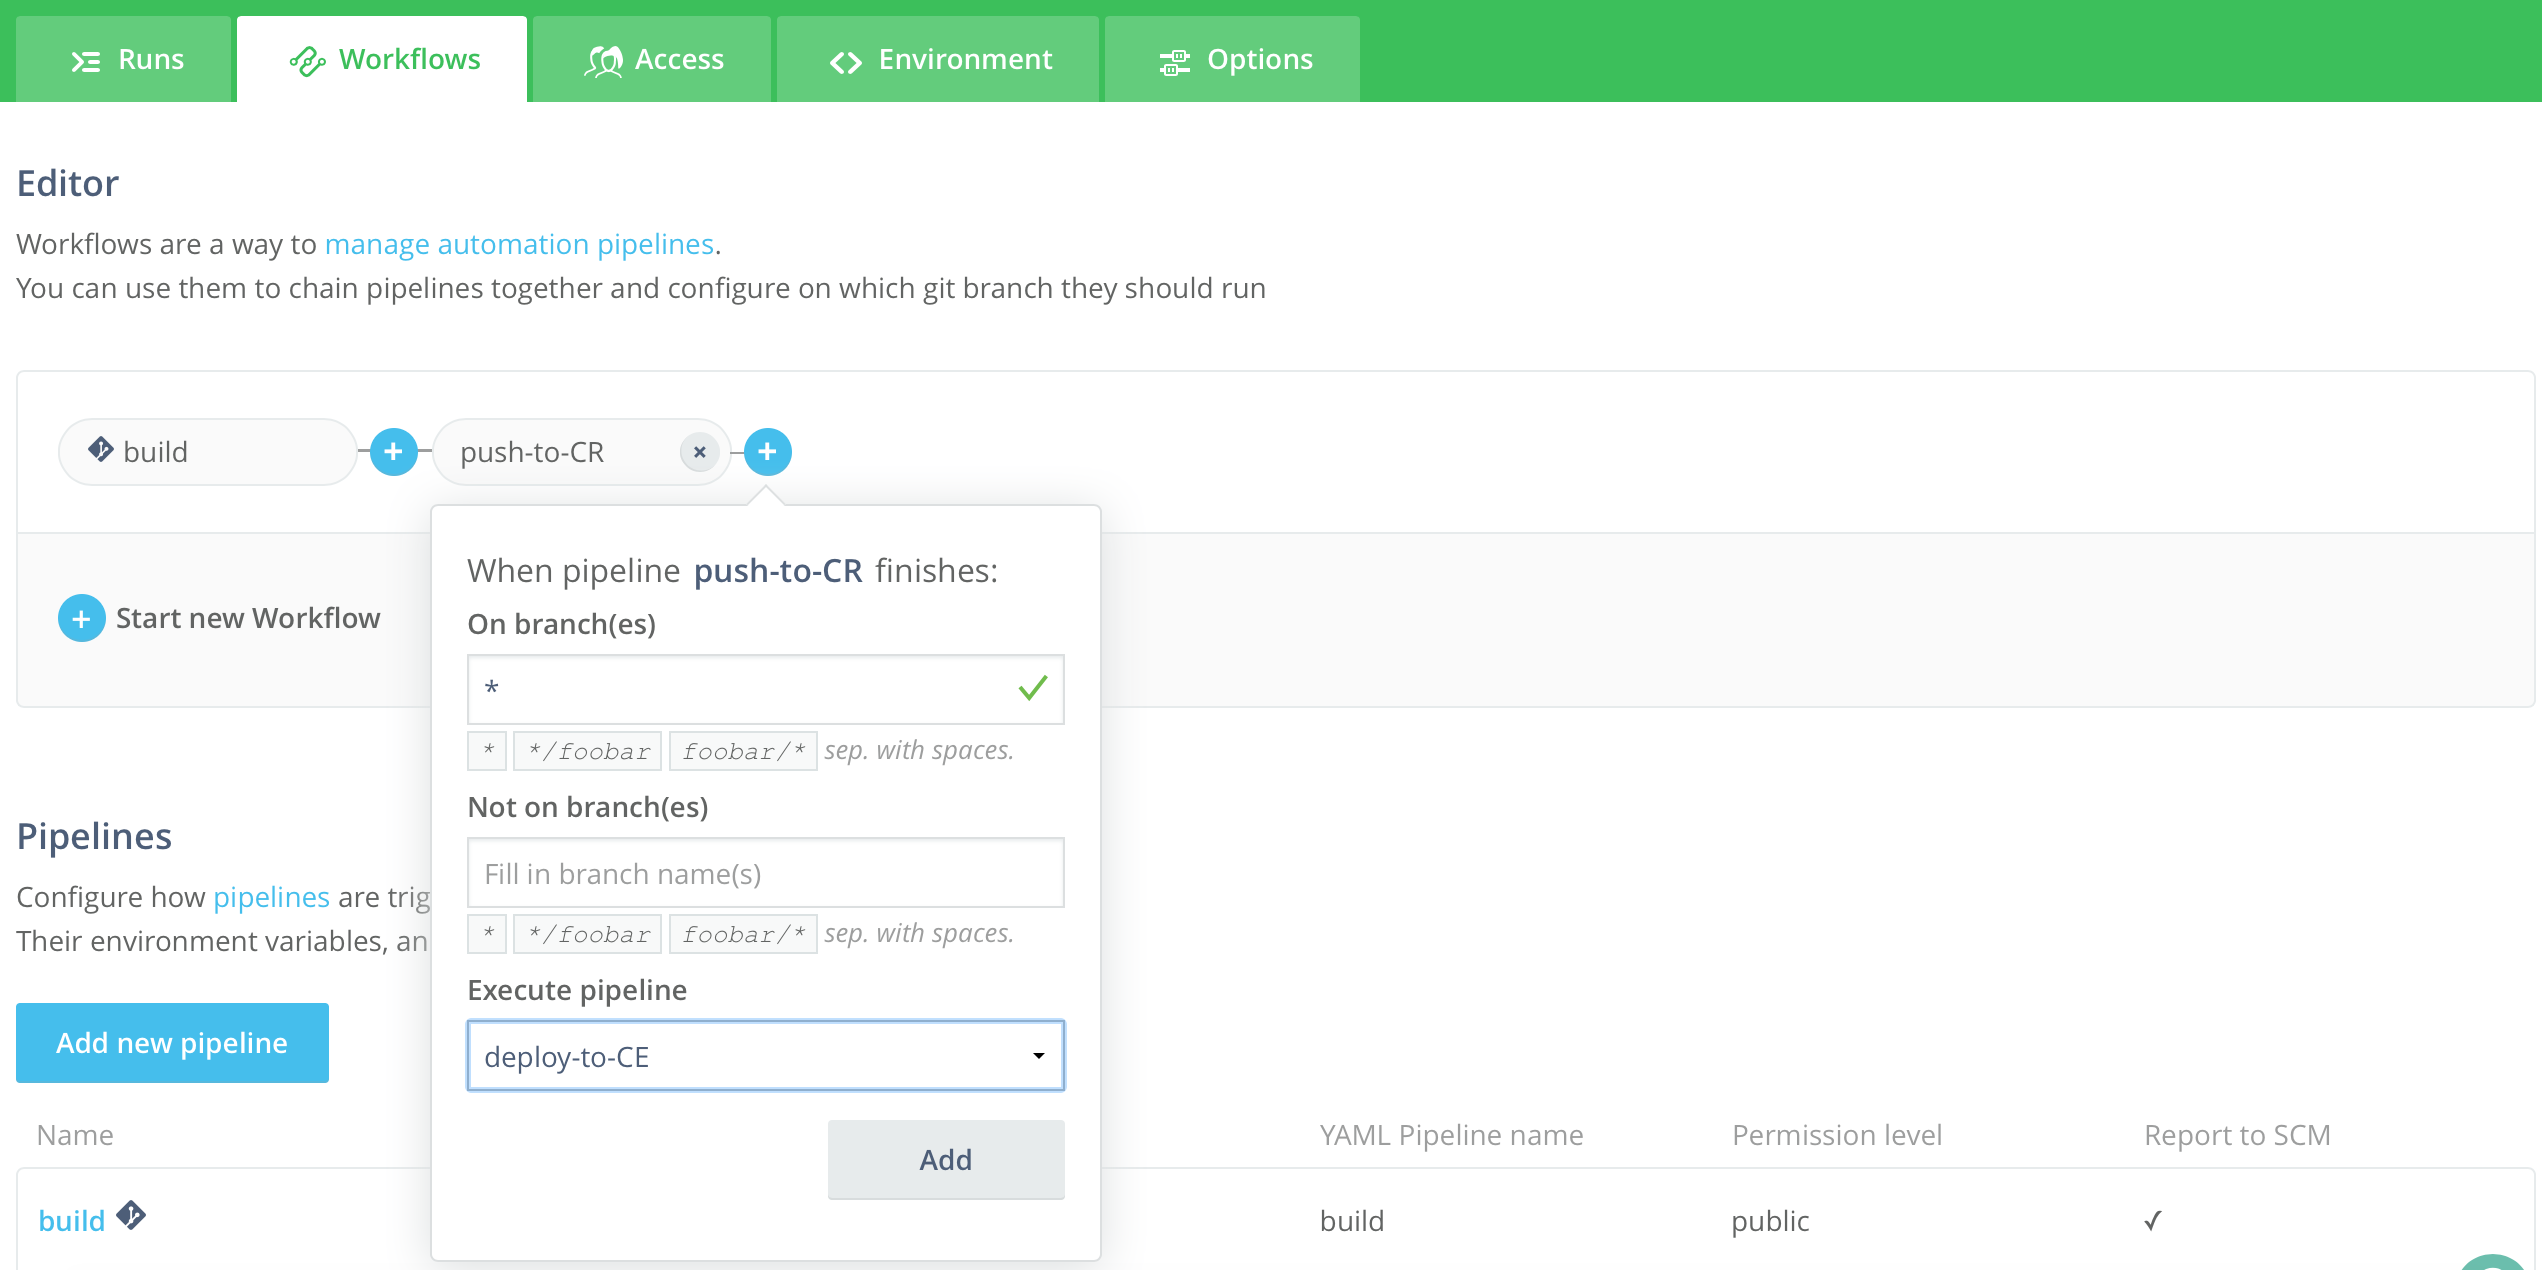 Runs Workflows Access Environment Options
Editor
Workflows are a way to manage automation pipelines.
You can use them to chain pipelines together and configure on which git branch they should run
build + push-to-CR × +
When pipeline push-to-CR finishes:
On branch(es)
*
* */foobar foobar/* sep. with spaces.
Not on branch(es)
Fill in branch name(s)
* */foobar foobar/* sep. with spaces.
Execute pipeline
deploy-to-CE
Add
+ Start new Workflow
Pipelines
Configure how pipelines are trig
Their environment variables, an
Add new pipeline
Name YAML Pipeline name Permission level Report to SCM
build build public ✓